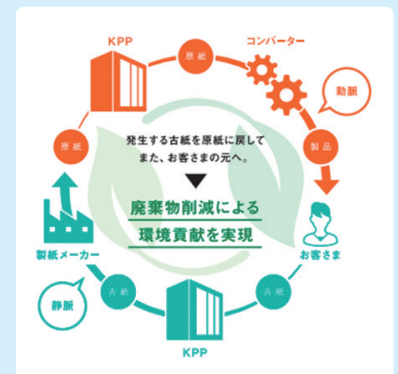 KPP
原紙
コンバーター
動脈
原紙
発生する古紙を原紙に戻して
また、お客さまの元へ。
製品
廃棄物削減による
環境貢献を実現
製紙メーカー
お客さま
静脈
古紙
古紙
KPP